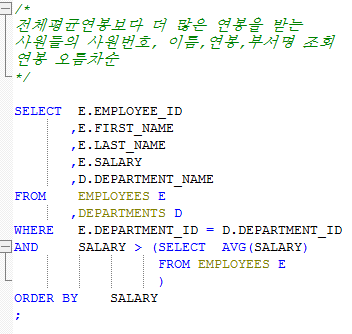 /*
전체평균연봉보다 더 많은 연봉을 받는
사원들의 사원번호, 이름,연봉,부서명 조회
연봉 오름차순
*/
SELECT E.EMPLOYEE_ID
,E.FIRST_NAME
,E.LAST_NAME
,E.SALARY
,D.DEPARTMENT_NAME
FROM EMPLOYEES E
,DEPARTMENTS D
WHERE E.DEPARTMENT_ID = D.DEPARTMENT_ID
AND SALARY > (SELECT AVG(SALARY)
FROM EMPLOYEES E
)
ORDER BY SALARY
;